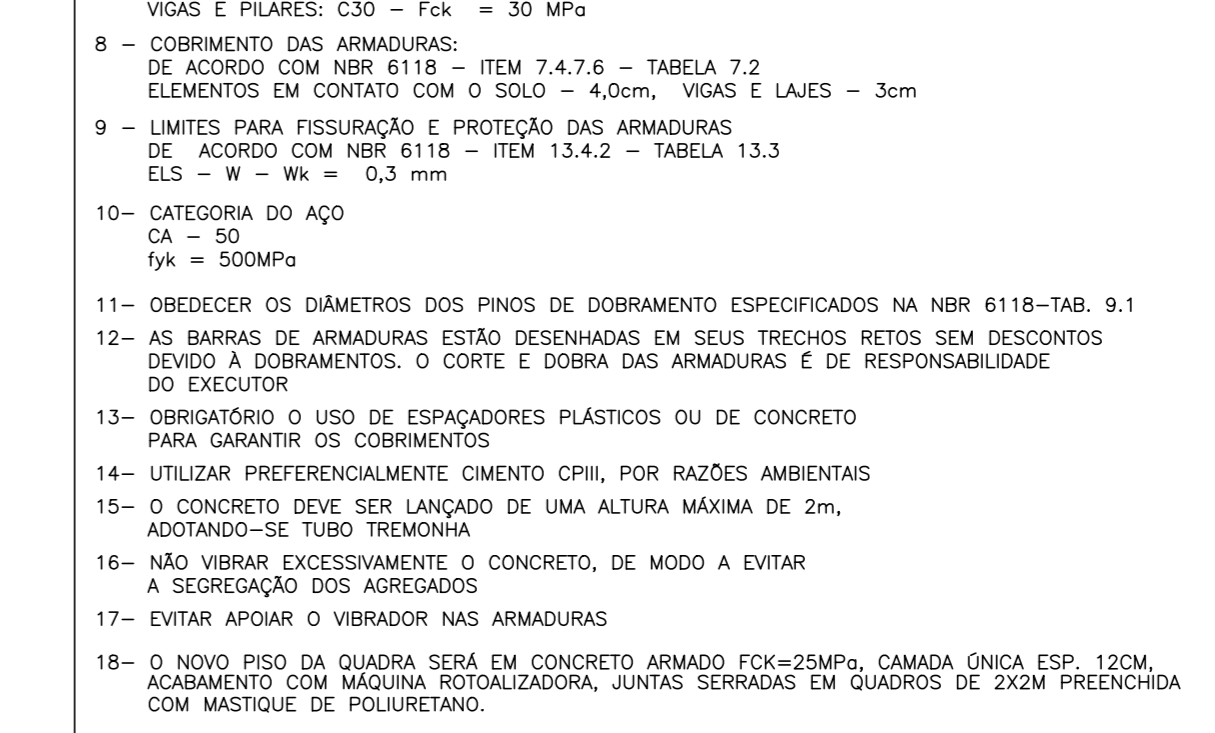 VIGAS E PILARES: C30 – Fck = 30 MPa
8 – COBRIMENTO DAS ARMADURAS:
DE ACORDO COM NBR 6118 – ITEM 7.4.7.6 – TABELA 7.2
ELEMENTOS EM CONTATO COM O SOLO – 4,0cm, VIGAS E LAJES – 3cm
9 – LIMITES PARA FISSURAÇÃO E PROTEÇÃO DAS ARMADURAS
DE ACORDO COM NBR 6118 – ITEM 13.4.2 – TABELA 13.3
ELS – W – Wk = 0,3 mm
10– CATEGORIA DO AÇO
CA – 50
fyk = 500MPa
11– OBEDECER OS DIÂMETROS DOS PINOS DE DOBRAMENTO ESPECIFICADOS NA NBR 6118–TAB. 9.1
12– AS BARRAS DE ARMADURAS ESTÃO DESENHADAS EM SEUS TRECHOS RETOS SEM DESCONTOS
DEVIDO À DOBRAMENTOS. O CORTE E DOBRA DAS ARMADURAS É DE RESPONSABILIDADE
DO EXECUTOR
13– OBRIGATÓRIO O USO DE ESPAÇADORES PLÁSTICOS OU DE CONCRETO
PARA GARANTIR OS COBRIMENTOS
14– UTILIZAR PREFERENCIALMENTE CIMENTO CPIII, POR RAZÕES AMBIENTAIS
15– O CONCRETO DEVE SER LANÇADO DE UMA ALTURA MÁXIMA DE 2m,
ADOTANDO–SE TUBO TREMONHA
16– NÃO VIBRAR EXCESSIVAMENTE O CONCRETO, DE MODO A EVITAR
A SEGREGAÇÃO DOS AGREGADOS
17– EVITAR APOIAR O VIBRADOR NAS ARMADURAS
18– O NOVO PISO DA QUADRA SERÁ EM CONCRETO ARMADO FCK=25MPa, CAMADA ÚNICA ESP. 12CM,
ACABAMENTO COM MÁQUINA ROTOALIZADORA, JUNTAS SERRADAS EM QUADROS DE 2X2M PREENCHIDA
COM MASTIQUE DE POLIURETANO.